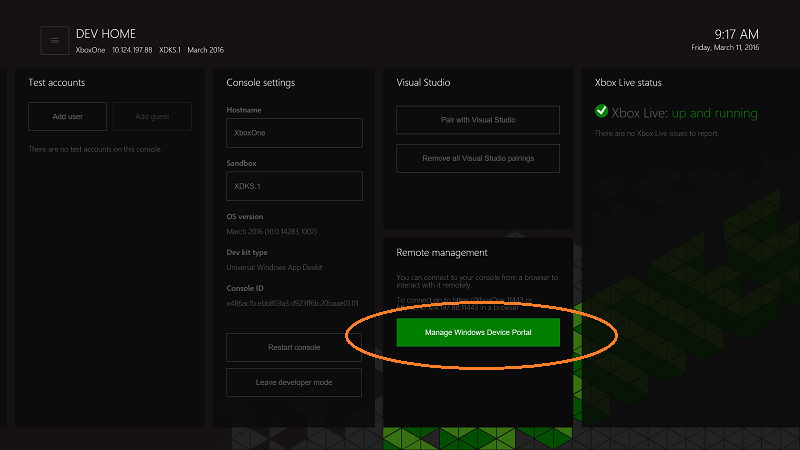 DEV HOME
XboxOne 10.124.197.88 XDKS.1 March 2016
9:17 AM
Friday, March 11, 2016
Test accounts
Add user
Add guest
There are no test accounts on this console.
Console settings
Hostname
XboxOne
Sandbox
XDKS.1
OS version
March 2016 (10.0.14283.1002)
Dev kit type
Universal Windows App Devkit
Console ID
e486ac1b.ebb803a3.d923ff6b.20baae01.01
Restart console
Leave developer mode
Visual Studio
Pair with Visual Studio
Remove all Visual Studio pairings
Remote management
You can connect to your console from a browser to
interact with it remotely.
To connect go to https://XboxOne:11443 or
in a browser
Manage Windows Device Portal
Xbox Live status
Xbox Live: up and running
There are no Xbox Live issues to report.